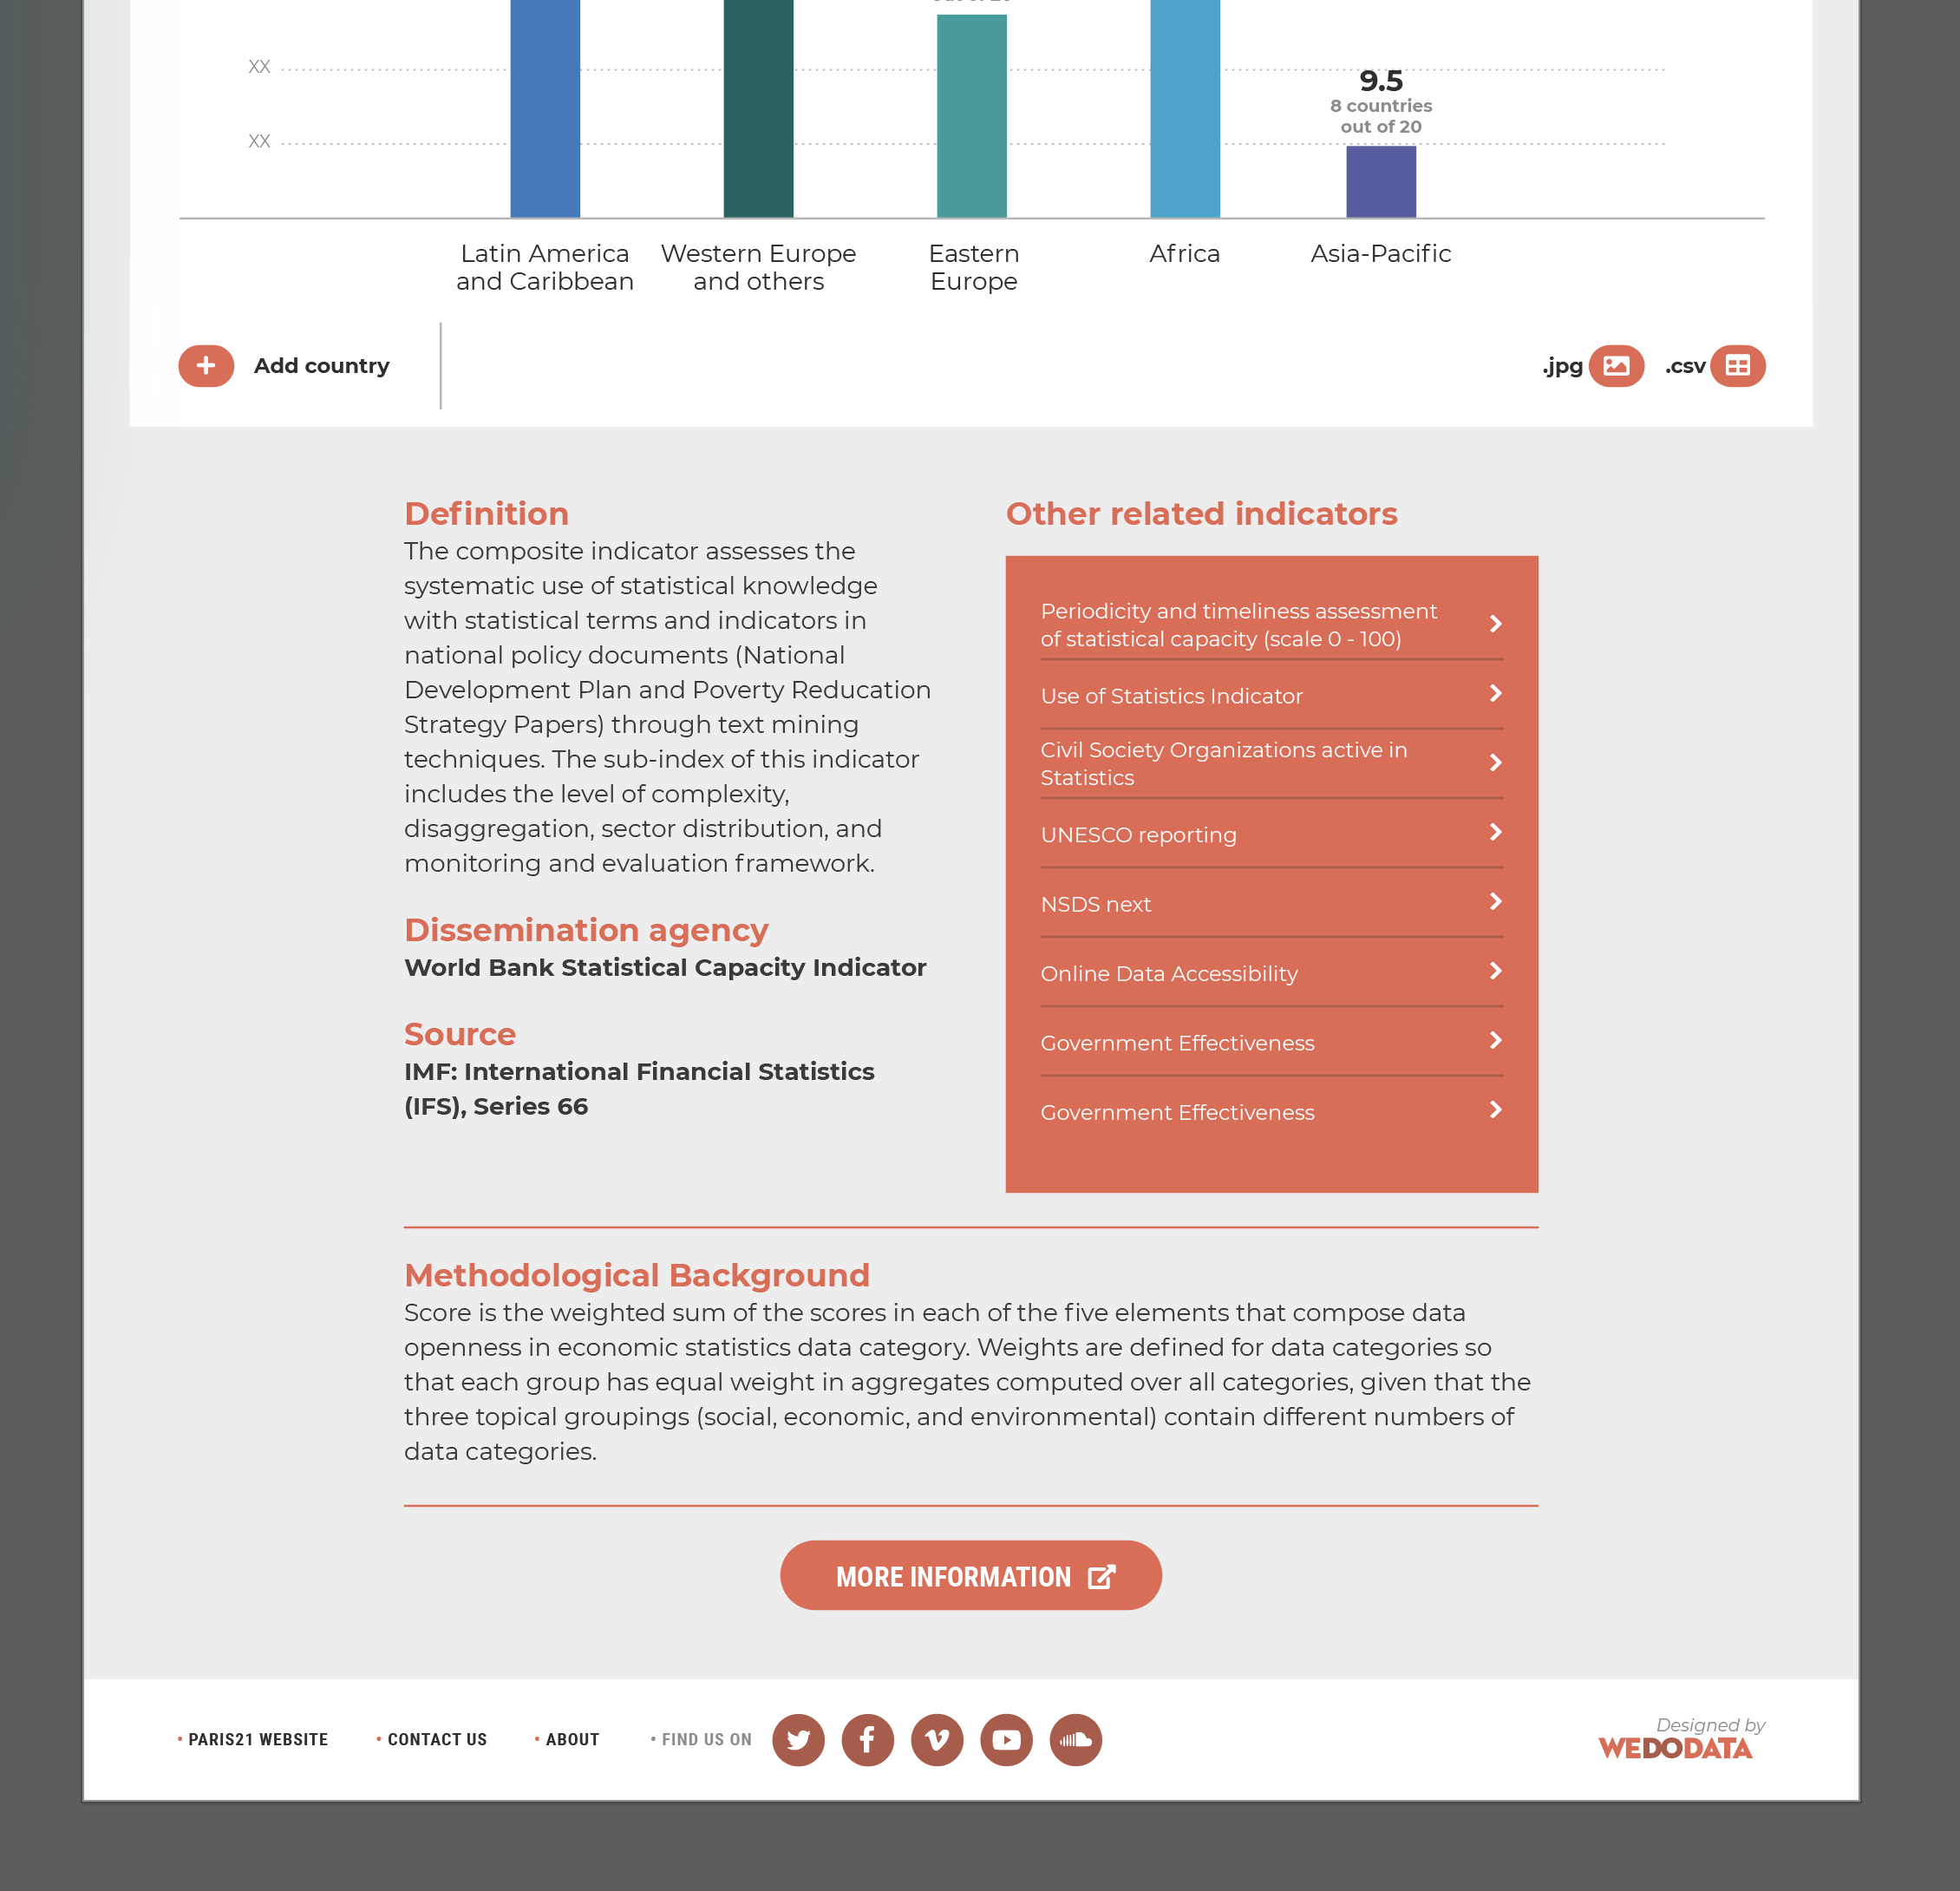 XX
9.5
8 countries
out of 20
XX
Latin America
and Caribbean
Western Europe
and others
Eastern
Europe
Africa
Asia-Pacific
Add country
.jpg
.csv
Definition
The composite indicator assesses the
systematic use of statistical knowledge
with statistical terms and indicators in
national policy documents (National
Development Plan and Poverty Reducation
Strategy Papers) through text mining
techniques. The sub-index of this indicator
includes the level of complexity,
disaggregation, sector distribution, and
monitoring and evaluation framework.
Dissemination agency
World Bank Statistical Capacity Indicator
Source
IMF: International Financial Statistics
(IFS), Series 66
Other related indicators
Periodicity and timeliness assessment
of statistical capacity (scale 0 - 100)
Use of Statistics Indicator
Civil Society Organizations active in
Statistics
UNESCO reporting
NSDS next
Online Data Accessibility
Government Effectiveness
Government Effectiveness
Methodological Background
Score is the weighted sum of the scores in each of the five elements that compose data
openness in economic statistics data category. Weights are defined for data categories so
that each group has equal weight in aggregates computed over all categories, given that the
three topical groupings (social, economic, and environmental) contain different numbers of
data categories.
MORE INFORMATION
• PARIS21 WEBSITE
• CONTACT US
• ABOUT
• FIND US ON
Designed by
WEDODATA